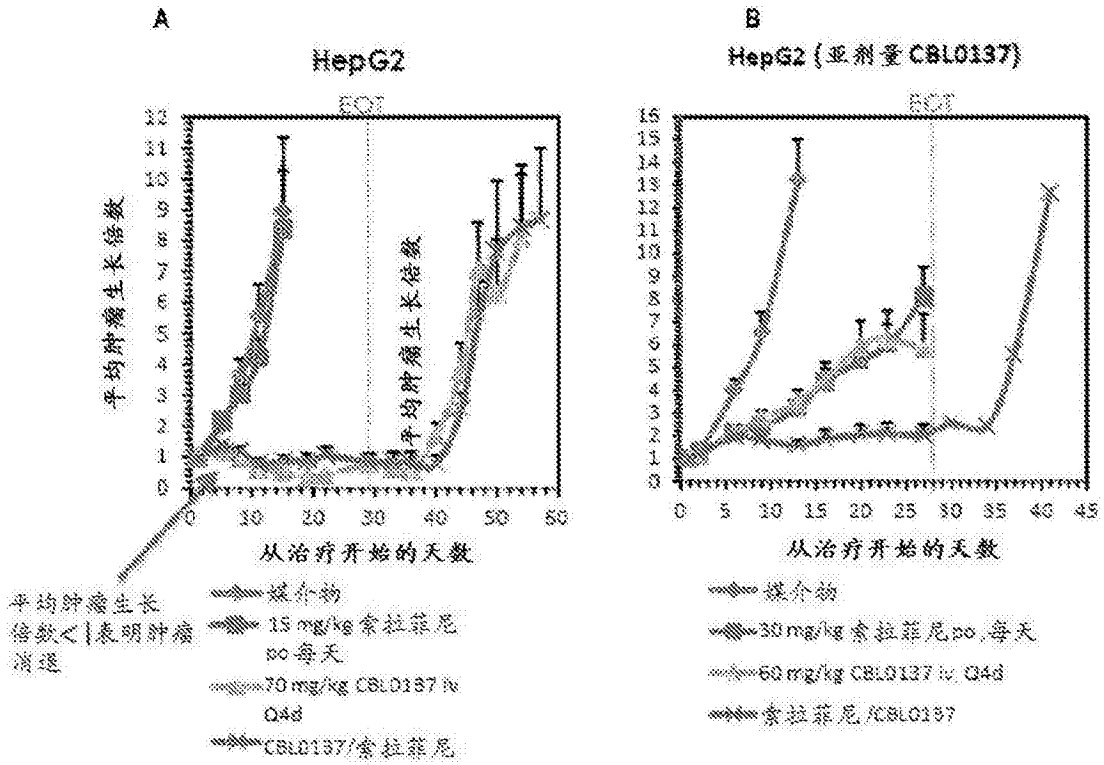 A
HepG2
EOT
12
11
10
9
8
7
6
5
4
3
2
1
0
平均肿瘤生长倍数
0 10 20 30 40 50 60
从治疗开始的天数
平均肿瘤生长
倍数<1表明肿瘤
消退
媒介物
15 mg/kg 索拉菲尼
po 每天
70 mg/kg CBL0137 iv
Q4d
CBL0137/索拉菲尼
B
HepG2 (亚剂量 CBL0137)
EOT
16
15
14
13
12
11
10
9
8
7
6
5
4
3
2
1
0
平均肿瘤生长倍数
0 5 10 15 20 25 30 35 40 45
从治疗开始的天数
媒介物
30 mg/kg 索拉菲尼 po, 每天
60 mg/kg CBL0137 iv, Q4d
索拉菲尼 /CBL0137